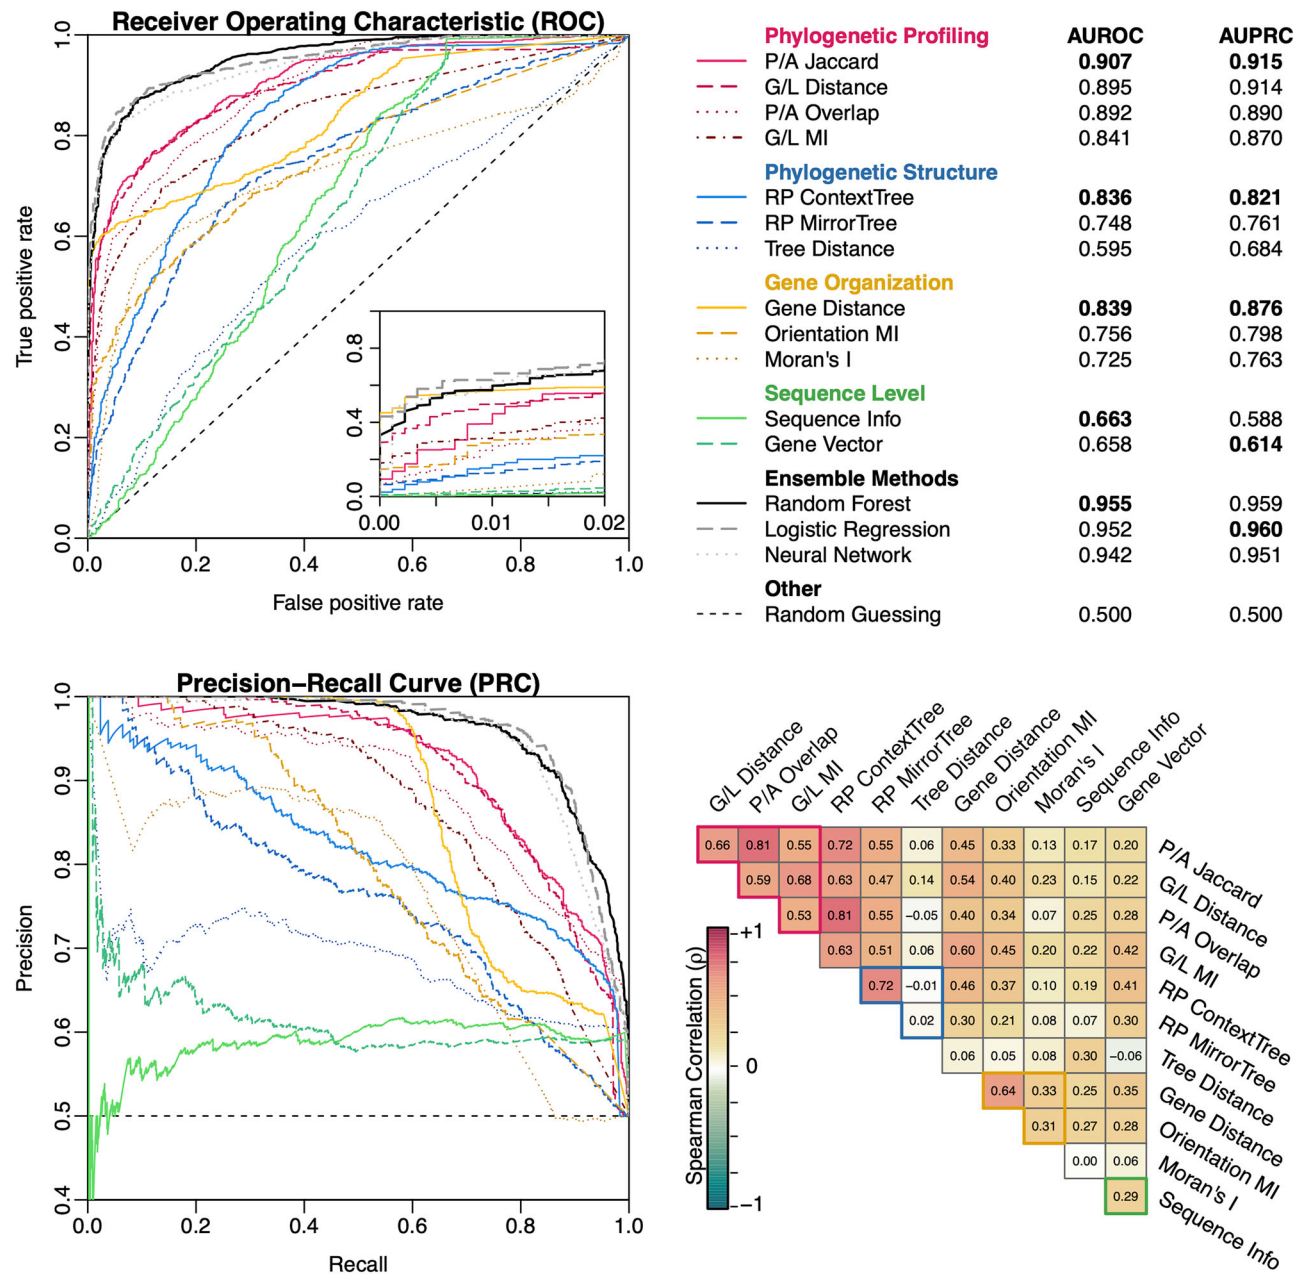 Receiver Operating Characteristic (ROC)
True positive rate
1.0
0.8
0.6
0.4
0.2
0.0
0.8
0.4
0.0
0.00 0.01 0.02
0.0 0.2 0.4 0.6 0.8 1.0
False positive rate
Phylogenetic Profiling AUROC AUPRC
P/A Jaccard 0.907 0.915
G/L Distance 0.895 0.914
P/A Overlap 0.892 0.890
G/L MI 0.841 0.870
Phylogenetic Structure
RP ContextTree 0.836 0.821
RP MirrorTree 0.748 0.761
Tree Distance 0.595 0.684
Gene Organization
Gene Distance 0.839 0.876
Orientation MI 0.756 0.798
Moran's I 0.725 0.763
Sequence Level
Sequence Info 0.663 0.588
Gene Vector 0.658 0.614
Ensemble Methods
Random Forest 0.955 0.959
Logistic Regression 0.952 0.960
Neural Network 0.942 0.951
Other
Random Guessing 0.500 0.500
Precision–Recall Curve (PRC)
Precision
1.0
0.9
0.8
0.7
0.6
0.5
0.4
0.0 0.2 0.4 0.6 0.8 1.0
Recall
G/L Distance
P/A Overlap
G/L MI
RP ContextTree
RP MirrorTree
Tree Distance
Gene Distance
Orientation MI
Moran's I
Sequence Info
Gene Vector
0.66 0.81 0.55 0.72 0.55 0.06 0.45 0.33 0.13 0.17 0.20 P/A Jaccard
0.59 0.68 0.63 0.47 0.14 0.54 0.40 0.23 0.15 0.22 G/L Distance
0.53 0.81 0.55 −0.05 0.40 0.34 0.07 0.25 0.28 P/A Overlap
0.63 0.51 0.06 0.60 0.45 0.20 0.22 0.42 G/L MI
0.72 −0.01 0.46 0.37 0.10 0.19 0.41 RP ContextTree
0.02 0.30 0.21 0.08 0.07 0.30 RP MirrorTree
0.06 0.05 0.08 0.30 −0.06 Tree Distance
0.64 0.33 0.25 0.35 Gene Distance
0.31 0.27 0.28 Orientation MI
0.00 0.06 Moran's I
0.29 Sequence Info
Spearman Correlation (ρ)
+1
0
−1